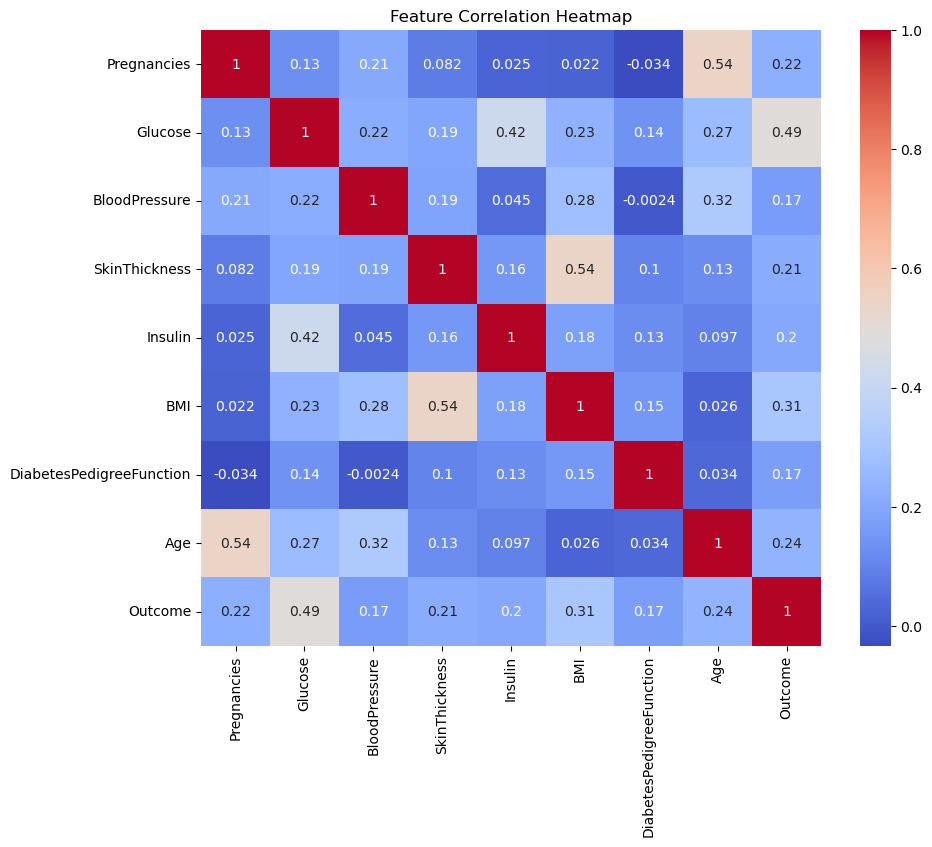 Feature Correlation Heatmap
Pregnancies 1 0.13 0.21 0.082 0.025 0.022 -0.034 0.54 0.22
Glucose 0.13 1 0.22 0.19 0.42 0.23 0.14 0.27 0.49
BloodPressure 0.21 0.22 1 0.19 0.045 0.28 -0.0024 0.32 0.17
SkinThickness 0.082 0.19 0.19 1 0.16 0.54 0.1 0.13 0.21
Insulin 0.025 0.42 0.045 0.16 1 0.18 0.13 0.097 0.2
BMI 0.022 0.23 0.28 0.54 0.18 1 0.15 0.026 0.31
DiabetesPedigreeFunction -0.034 0.14 -0.0024 0.1 0.13 0.15 1 0.034 0.17
Age 0.54 0.27 0.32 0.13 0.097 0.026 0.034 1 0.24
Outcome 0.22 0.49 0.17 0.21 0.2 0.31 0.17 0.24 1
Pregnancies
Glucose
BloodPressure
SkinThickness
Insulin
BMI
DiabetesPedigreeFunction
Age
Outcome
1.0
0.8
0.6
0.4
0.2
0.0